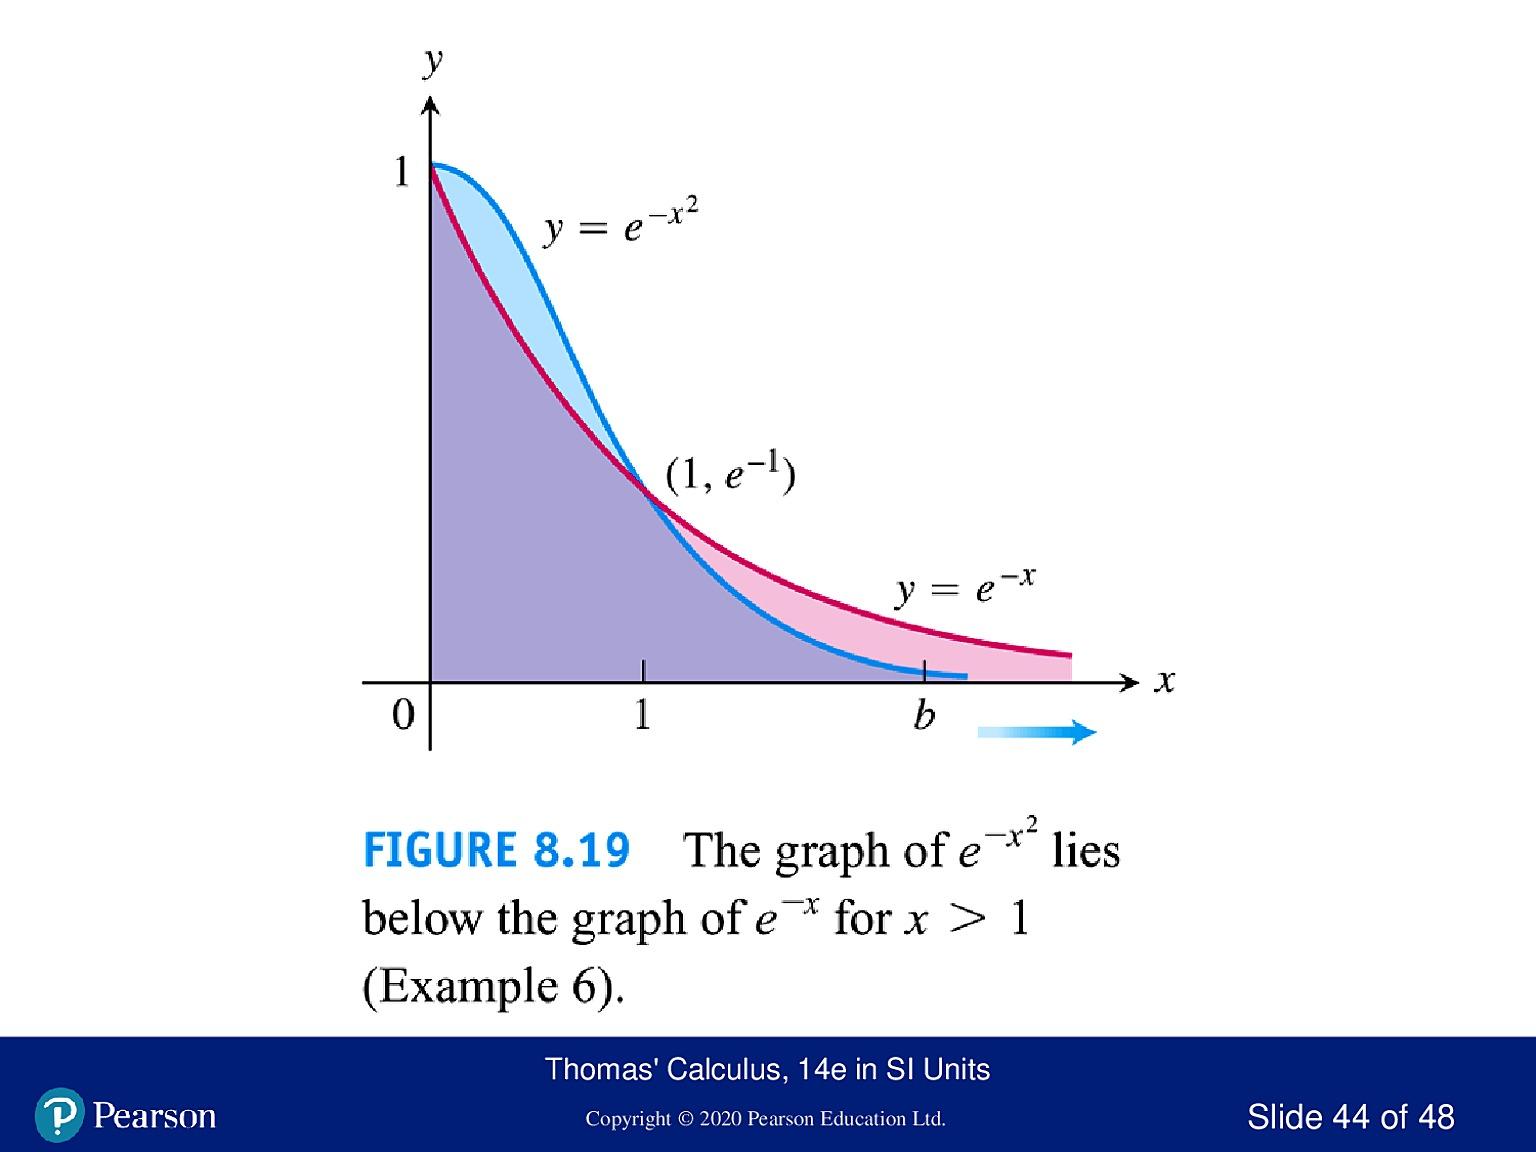 y
1
y = e^{-x^2}
(1, e^{-1})
y = e^{-x}
x
0
1
b
FIGURE 8.19 The graph of e^{-x^2} lies
below the graph of e^{-x} for x > 1
(Example 6).
Thomas' Calculus, 14e in SI Units
Pearson
Copyright © 2020 Pearson Education Ltd.
Slide 44 of 48